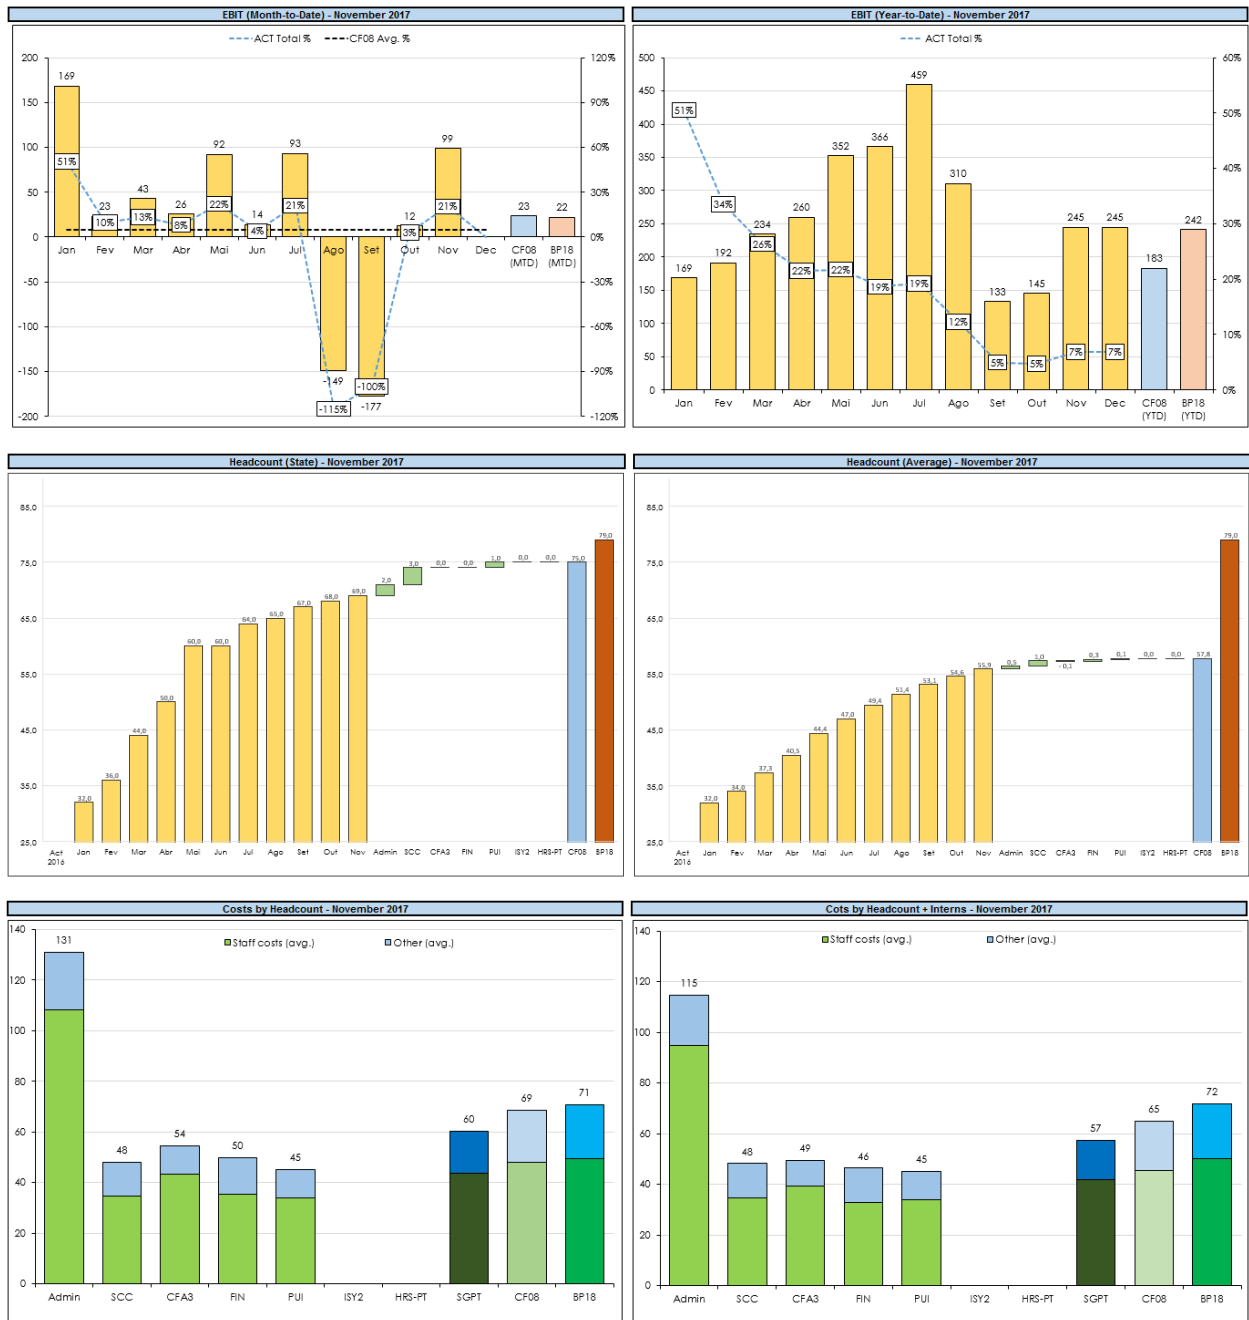 EBIT (Month-to-Date) - November 2017
ACT Total %
CF08 Avg. %
200
150
100
50
0
-50
-100
-150
-200
120%
90%
60%
30%
0%
-30%
-60%
-90%
-120%
169
23
43
26
92
14
93
-149
-177
12
99
23
22
51%
10%
13%
8%
22%
4%
21%
-115%
-100%
3%
21%
Jan
Fev
Mar
Abr
Mai
Jun
Jul
Ago
Set
Out
Nov
Dec
CF08 (MTD)
BP18 (MTD)
EBIT (Year-to-Date) - November 2017
ACT Total %
500
450
400
350
300
250
200
150
100
50
0
60%
50%
40%
30%
20%
10%
0%
169
192
234
260
352
366
459
310
133
145
245
245
183
242
51%
34%
26%
22%
22%
19%
19%
12%
5%
5%
7%
7%
Jan
Fev
Mar
Abr
Mai
Jun
Jul
Ago
Set
Out
Nov
Dec
CF08 (YTD)
BP18 (YTD)
Headcount (State) - November 2017
85,0
75,0
65,0
55,0
45,0
35,0
25,0
32,0
36,0
44,0
50,0
60,0
60,0
64,0
65,0
67,0
68,0
69,0
2,0
3,0
0,0
0,0
1,0
0,0
0,0
75,0
79,0
Act 2016
Jan
Fev
Mar
Abr
Mai
Jun
Jul
Ago
Set
Out
Nov
Admin
SCC
CFA3
FIN
PUI
ISY2
HRS-PT
CF08
BP18
Headcount (Average) - November 2017
85,0
75,0
65,0
55,0
45,0
35,0
25,0
32,0
34,0
37,3
40,5
44,4
47,0
49,4
51,4
53,1
54,6
55,9
0,5
1,0
- 0,1
0,3
0,1
0,0
0,0
57,8
79,0
Act 2016
Jan
Fev
Mar
Abr
Mai
Jun
Jul
Ago
Set
Out
Nov
Admin
SCC
CFA3
FIN
PUI
ISY2
HRS-PT
CF08
BP18
Costs by Headcount - November 2017
Staff costs (avg.)
Other (avg.)
140
120
100
80
60
40
20
0
131
48
54
50
45
60
69
71
Admin
SCC
CFA3
FIN
PUI
ISY2
HRS-PT
SGPT
CF08
BP18
Cots by Headcount + Interns - November 2017
Staff costs (avg.)
Other (avg.)
140
120
100
80
60
40
20
0
115
48
49
46
45
57
65
72
Admin
SCC
CFA3
FIN
PUI
ISY2
HRS-PT
SGPT
CF08
BP18